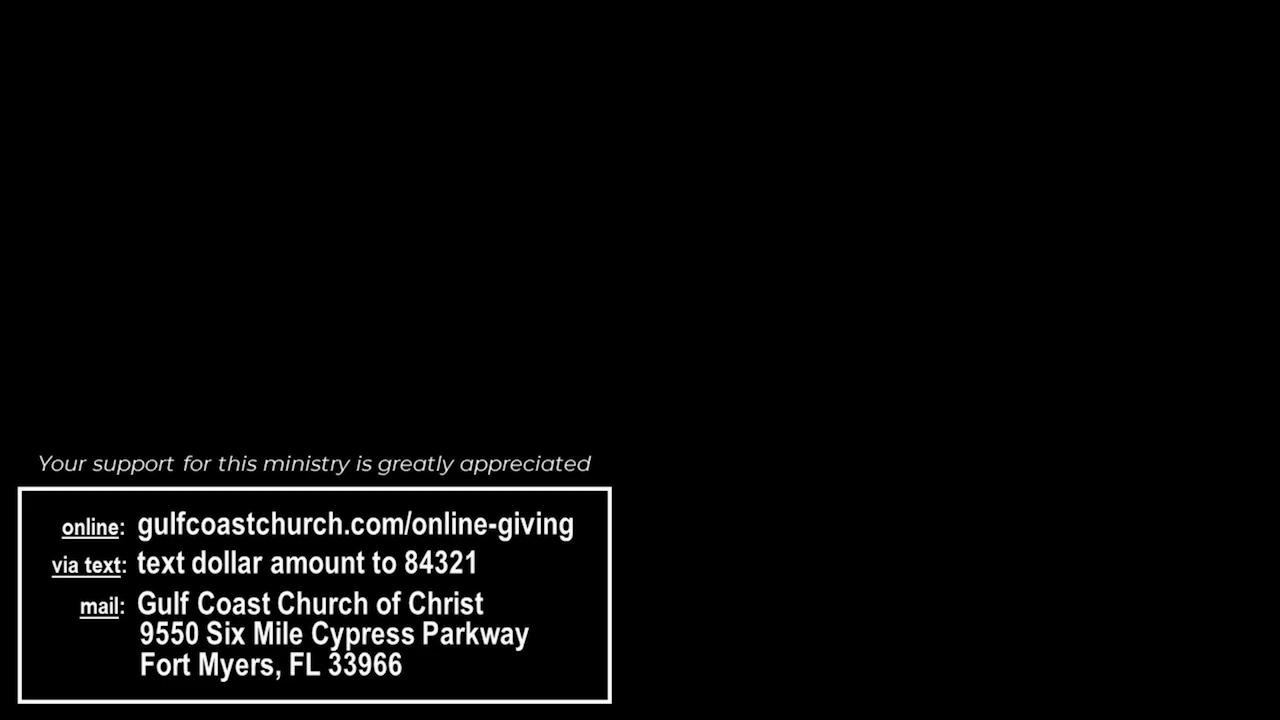 Your support for this ministry is greatly appreciated
online: gulfcoastchurch.com/online-giving
via text: text dollar amount to 84321
mail: Gulf Coast Church of Christ
9550 Six Mile Cypress Parkway
Fort Myers, FL 33966